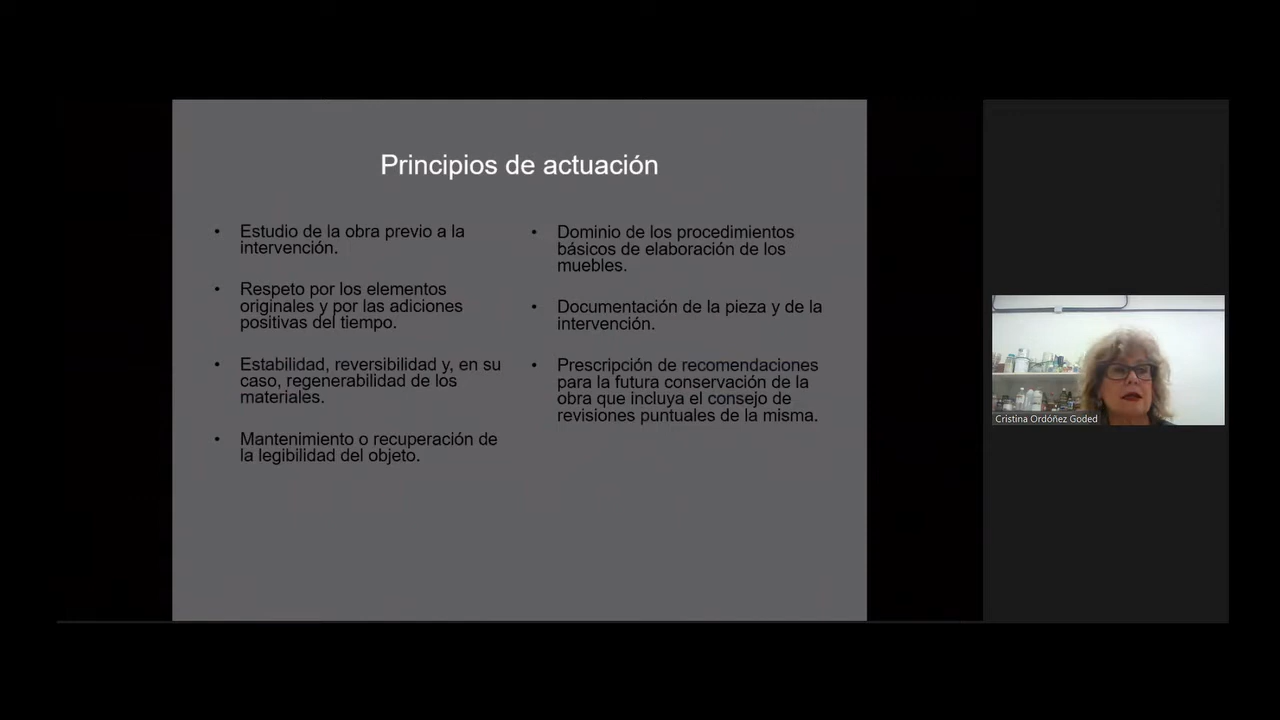 Principios de actuación
• Estudio de la obra previo a la
intervención.
• Respeto por los elementos
originales y por las adiciones
positivas del tiempo.
• Estabilidad, reversibilidad y, en su
caso, regenerabilidad de los
materiales.
• Mantenimiento o recuperación de
la legibilidad del objeto.
• Dominio de los procedimientos
básicos de elaboración de los
muebles.
• Documentación de la pieza y de la
intervención.
• Prescripción de recomendaciones
para la futura conservación de la
obra que incluya el consejo de
revisiones puntuales de la misma.
Cristina Ordóñez Goded